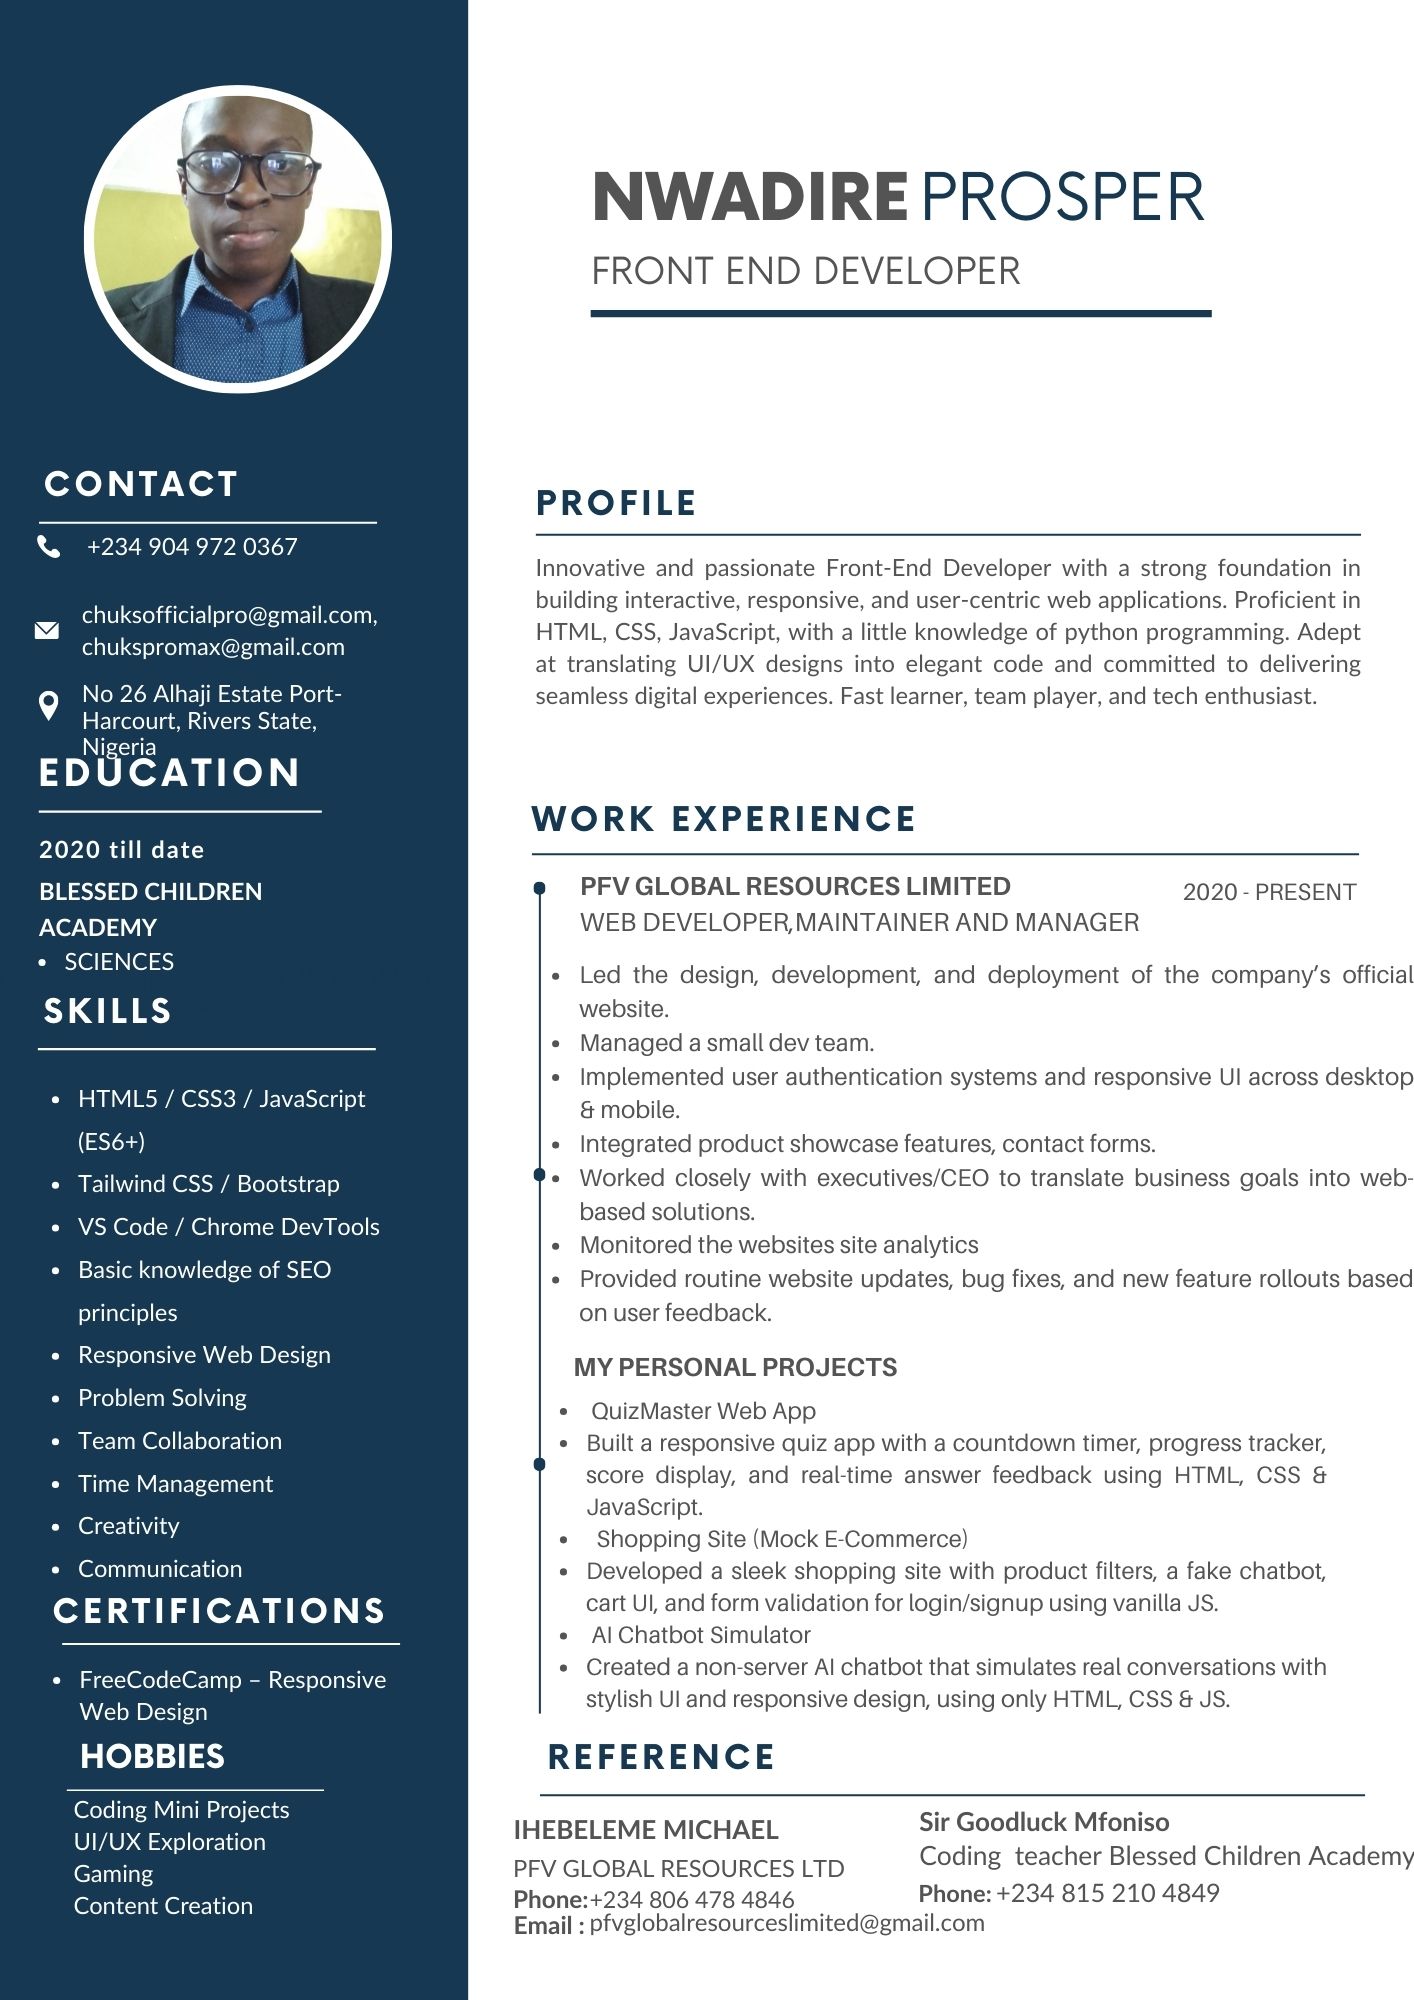 NWADIRE PROSPER
FRONT END DEVELOPER
CONTACT
+234 904 972 0367
chuksofficialpro@gmail.com,
chukspromax@gmail.com
No 26 Alhaji Estate Port-
Harcourt, Rivers State,
Nigeria
EDUCATION
2020 till date
BLESSED CHILDREN
ACADEMY
• SCIENCES
SKILLS
• HTML5 / CSS3 / JavaScript
(ES6+)
• Tailwind CSS / Bootstrap
• VS Code / Chrome DevTools
• Basic knowledge of SEO
principles
• Responsive Web Design
• Problem Solving
• Team Collaboration
• Time Management
• Creativity
• Communication
CERTIFICATIONS
• FreeCodeCamp – Responsive
Web Design
HOBBIES
Coding Mini Projects
UI/UX Exploration
Gaming
Content Creation
PROFILE
Innovative and passionate Front-End Developer with a strong foundation in
building interactive, responsive, and user-centric web applications. Proficient in
HTML, CSS, JavaScript, with a little knowledge of python programming. Adept
at translating UI/UX designs into elegant code and committed to delivering
seamless digital experiences. Fast learner, team player, and tech enthusiast.
WORK EXPERIENCE
PFV GLOBAL RESOURCES LIMITED
2020 - PRESENT
WEB DEVELOPER,MAINTAINER AND MANAGER
• Led the design, development, and deployment of the company’s official
website.
• Managed a small dev team.
• Implemented user authentication systems and responsive UI across desktop
& mobile.
• Integrated product showcase features, contact forms.
• Worked closely with executives/CEO to translate business goals into web-
based solutions.
• Monitored the websites site analytics
• Provided routine website updates, bug fixes, and new feature rollouts based
on user feedback.
MY PERSONAL PROJECTS
• QuizMaster Web App
• Built a responsive quiz app with a countdown timer, progress tracker,
score display, and real-time answer feedback using HTML, CSS &
JavaScript.
• Shopping Site (Mock E-Commerce)
• Developed a sleek shopping site with product filters, a fake chatbot,
cart UI, and form validation for login/signup using vanilla JS.
• AI Chatbot Simulator
• Created a non-server AI chatbot that simulates real conversations with
stylish UI and responsive design, using only HTML, CSS & JS.
REFERENCE
IHEBELEME MICHAEL
PFV GLOBAL RESOURCES LTD
Phone:+234 806 478 4846
Email : pfvglobalresourceslimited@gmail.com
Sir Goodluck Mfoniso
Coding teacher Blessed Children Academy
Phone: +234 815 210 4849